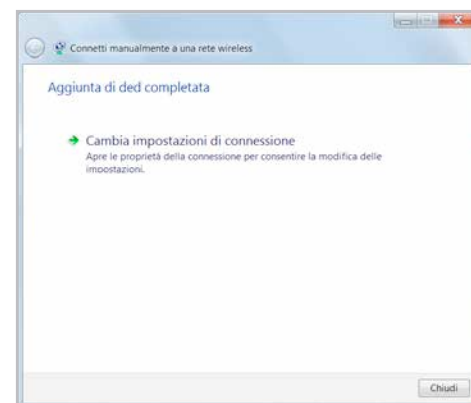 Connetti manualmente a una rete wireless
Aggiunta di ded completata
Cambia impostazioni di connessione
Apre le proprietà della connessione per consentire la modifica delle
impostazioni.
Chiudi